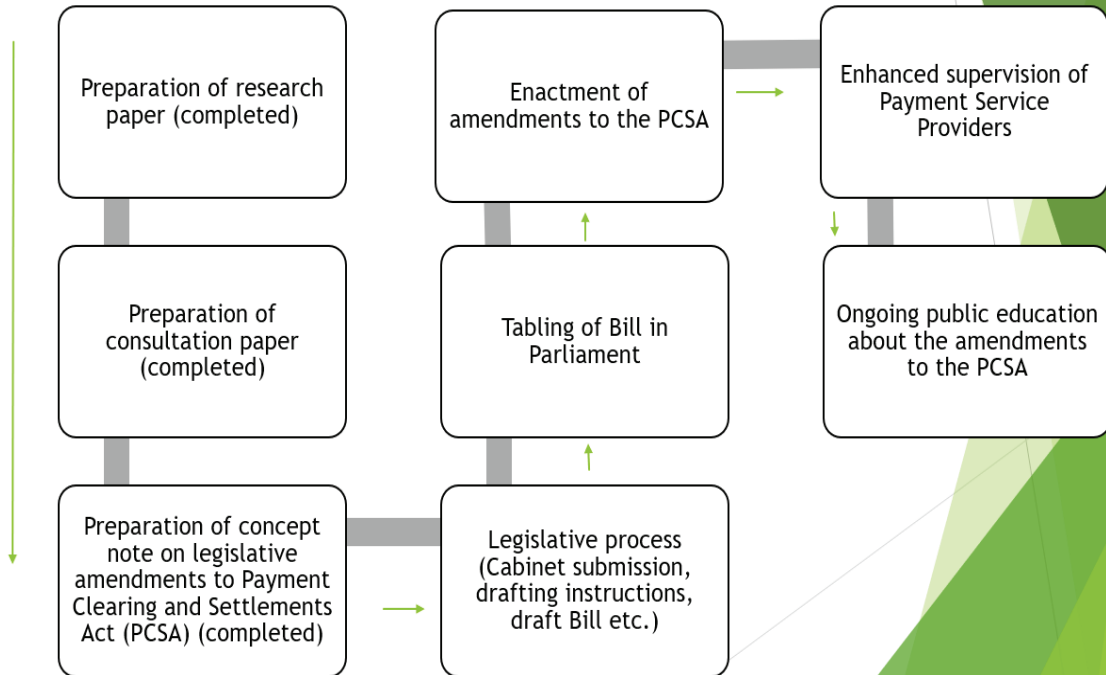 Preparation of research
paper (completed)
Preparation of
consultation paper
(completed)
Preparation of concept
note on legislative
amendments to Payment
Clearing and Settlements
Act (PCSA) (completed)
Legislative process
(Cabinet submission,
drafting instructions,
draft Bill etc.)
Tabling of Bill in
Parliament
Enactment of
amendments to the PCSA
Enhanced supervision of
Payment Service
Providers
Ongoing public education
about the amendments
to the PCSA